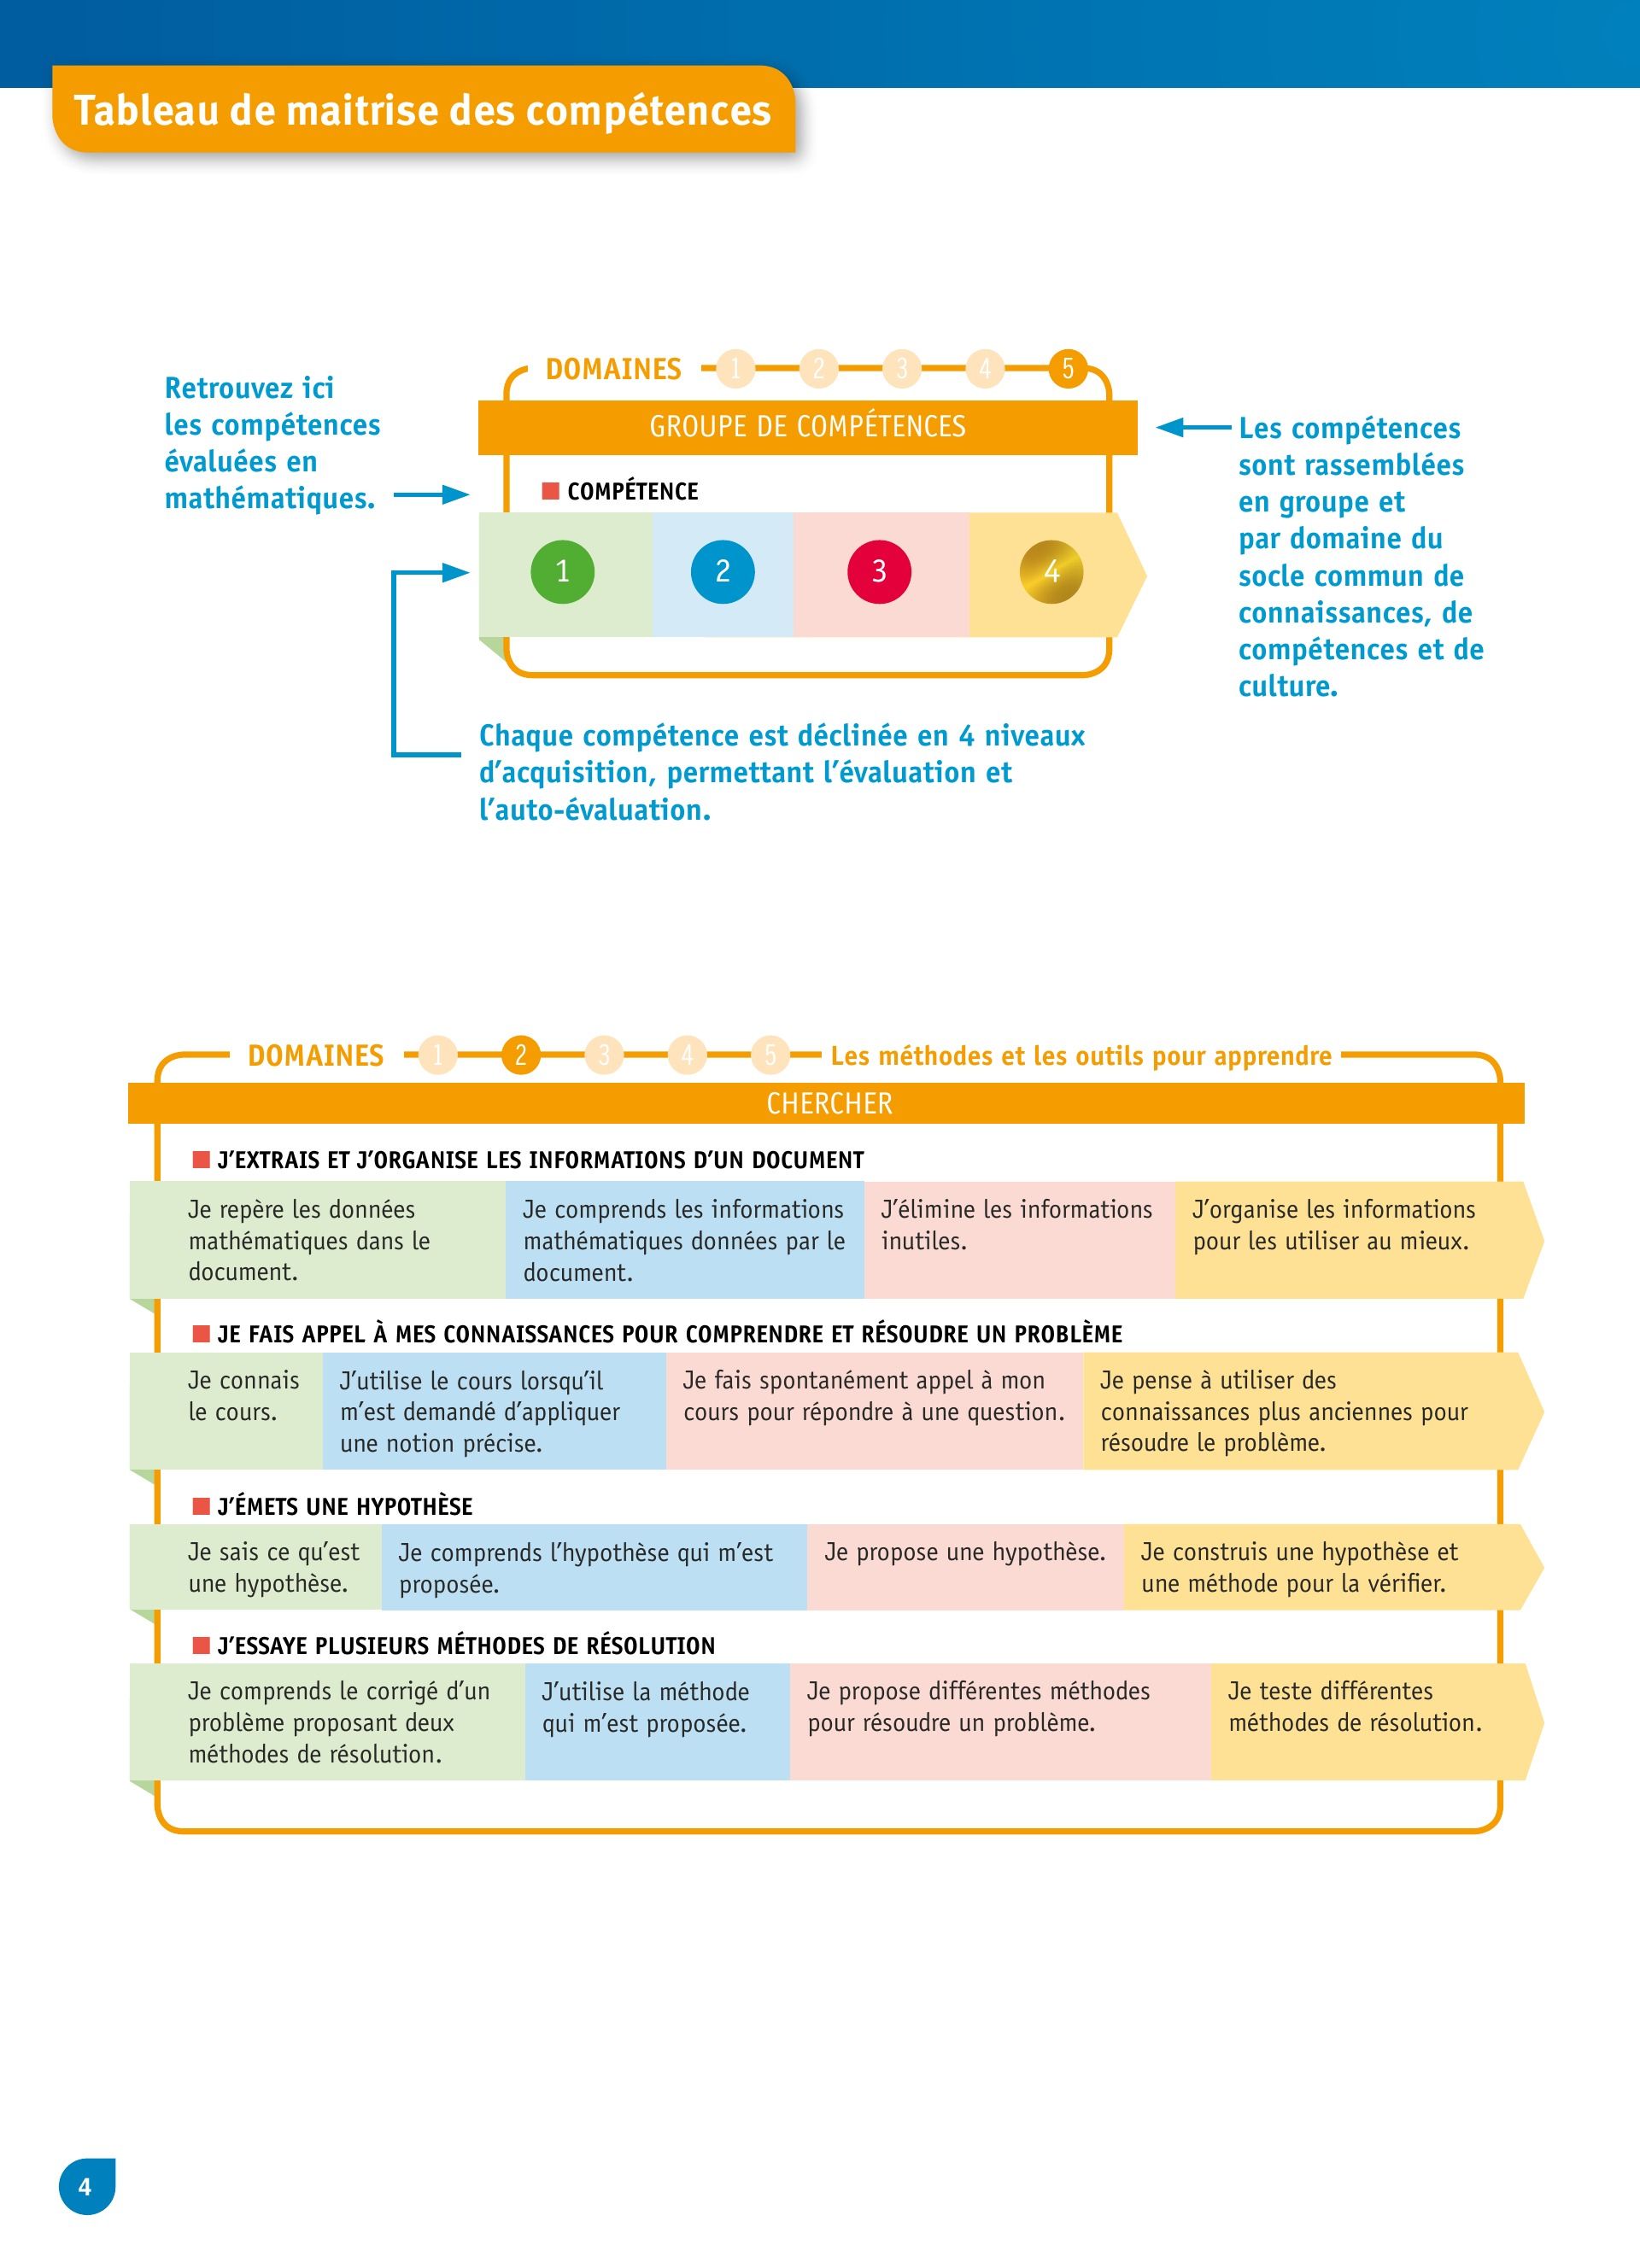 Tableau de maitrise des compétences
Retrouvez ici
les compétences
évaluées en
mathématiques.
DOMAINES 1 2 3 4 5
GROUPE DE COMPÉTENCES
COMPÉTENCE
1 2 3 4
Les compétences
sont rassemblées
en groupe et
par domaine du
socle commun de
connaissances, de
compétences et de
culture.
Chaque compétence est déclinée en 4 niveaux
d'acquisition, permettant l'évaluation et
l'auto-évaluation.
DOMAINES 1 2 3 4 5 Les méthodes et les outils pour apprendre
CHERCHER
J'EXTRAIS ET J'ORGANISE LES INFORMATIONS D'UN DOCUMENT
Je repère les données
mathématiques dans le
document.
Je comprends les informations
mathématiques données par le
document.
J'élimine les informations
inutiles.
J'organise les informations
pour les utiliser au mieux.
JE FAIS APPEL À MES CONNAISSANCES POUR COMPRENDRE ET RÉSOUDRE UN PROBLÈME
Je connais
le cours.
J'utilise le cours lorsqu'il
m'est demandé d'appliquer
une notion précise.
Je fais spontanément appel à mon
cours pour répondre à une question.
Je pense à utiliser des
connaissances plus anciennes pour
résoudre le problème.
J'ÉMETS UNE HYPOTHÈSE
Je sais ce qu'est
une hypothèse.
Je comprends l'hypothèse qui m'est
proposée.
Je propose une hypothèse.
Je construis une hypothèse et
une méthode pour la vérifier.
J'ESSAYE PLUSIEURS MÉTHODES DE RÉSOLUTION
Je comprends le corrigé d'un
problème proposant deux
méthodes de résolution.
J'utilise la méthode
qui m'est proposée.
Je propose différentes méthodes
pour résoudre un problème.
Je teste différentes
méthodes de résolution.
4